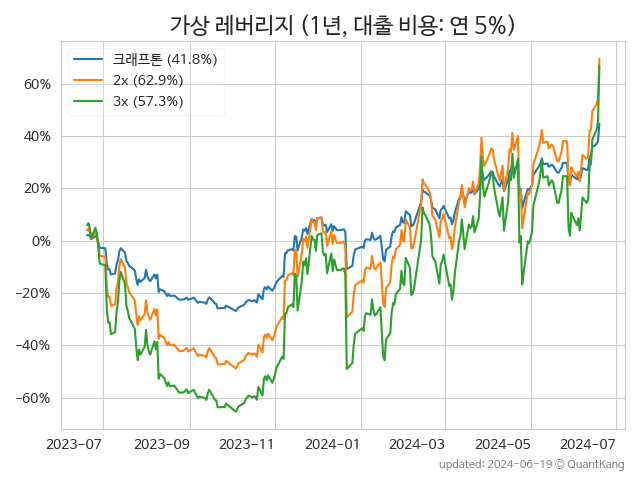 가상 레버리지 (1년, 대출 비용: 연 5%)
크래프톤 (41.8%)
2x (62.9%)
3x (57.3%)
60%
40%
20%
0%
−20%
−40%
−60%
2023-07 2023-09 2023-11 2024-01 2024-03 2024-05 2024-07
updated: 2024-06-19 ⓒ QuantKang